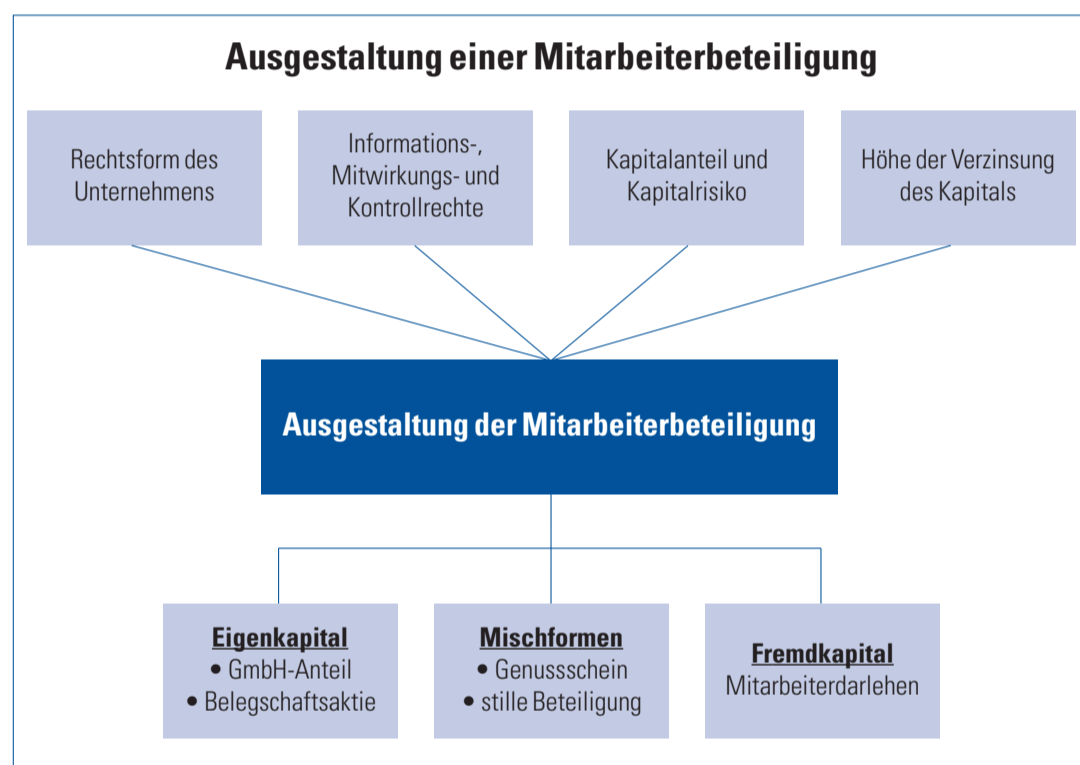 Ausgestaltung einer Mitarbeiterbeteiligung
Rechtsform des
Unternehmens
Informations-,
Mitwirkungs- und
Kontrollrechte
Kapitalanteil und
Kapitalrisiko
Höhe der Verzinsung
des Kapitals
Ausgestaltung der Mitarbeiterbeteiligung
Eigenkapital
• GmbH-Anteil
• Belegschaftsaktie
Mischformen
• Genussschein
• stille Beteiligung
Fremdkapital
Mitarbeiterdarlehen